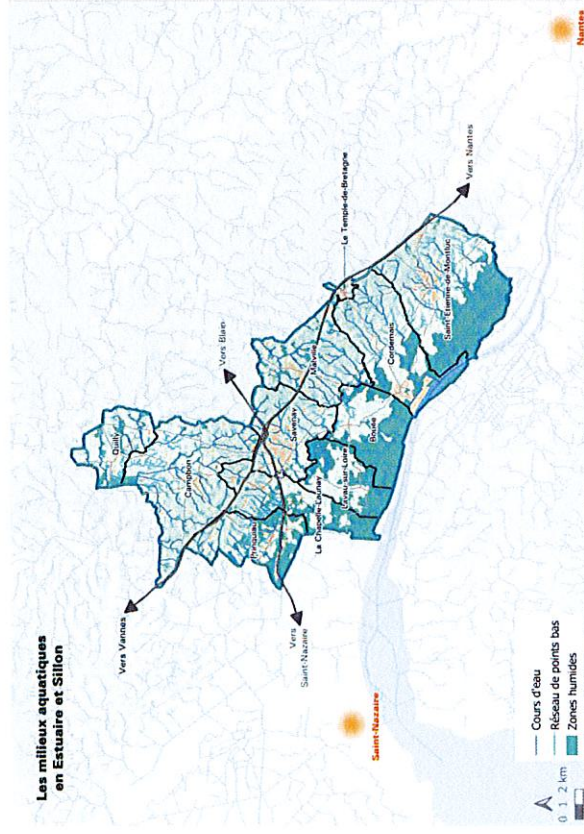 Les milieux aquatiques
en Estuaire et Sillon
Vers Vannes
Vers Blain
Vers
Saint-Nazaire
Vers Nantes
Quilly
Campbon
Prinquiau
Savenay
Malville
Le Temple-de-Bretagne
La Chapelle-Launay
Lavau-sur-Loire
Bouée
Cordemais
Saint-Etienne-de-Montluc
Saint-Nazaire
Nantes
Cours d'eau
Réseau de points bas
Zones humides
0 1 2 km